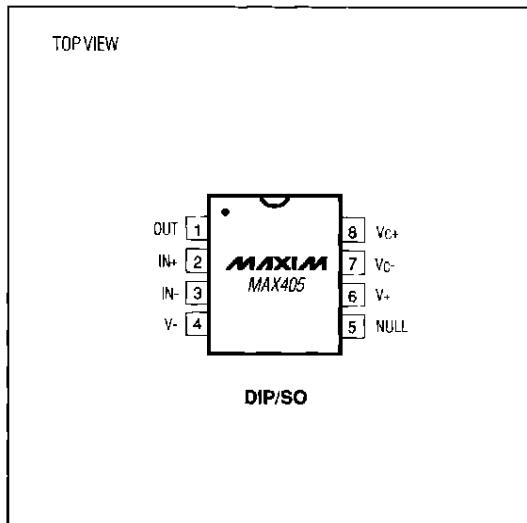 TOP VIEW
OUT 1
IN+ 2
IN- 3
V- 4
MAXIM
MAX405
8 VC+
7 VC-
6 V+
5 NULL
DIP/SO